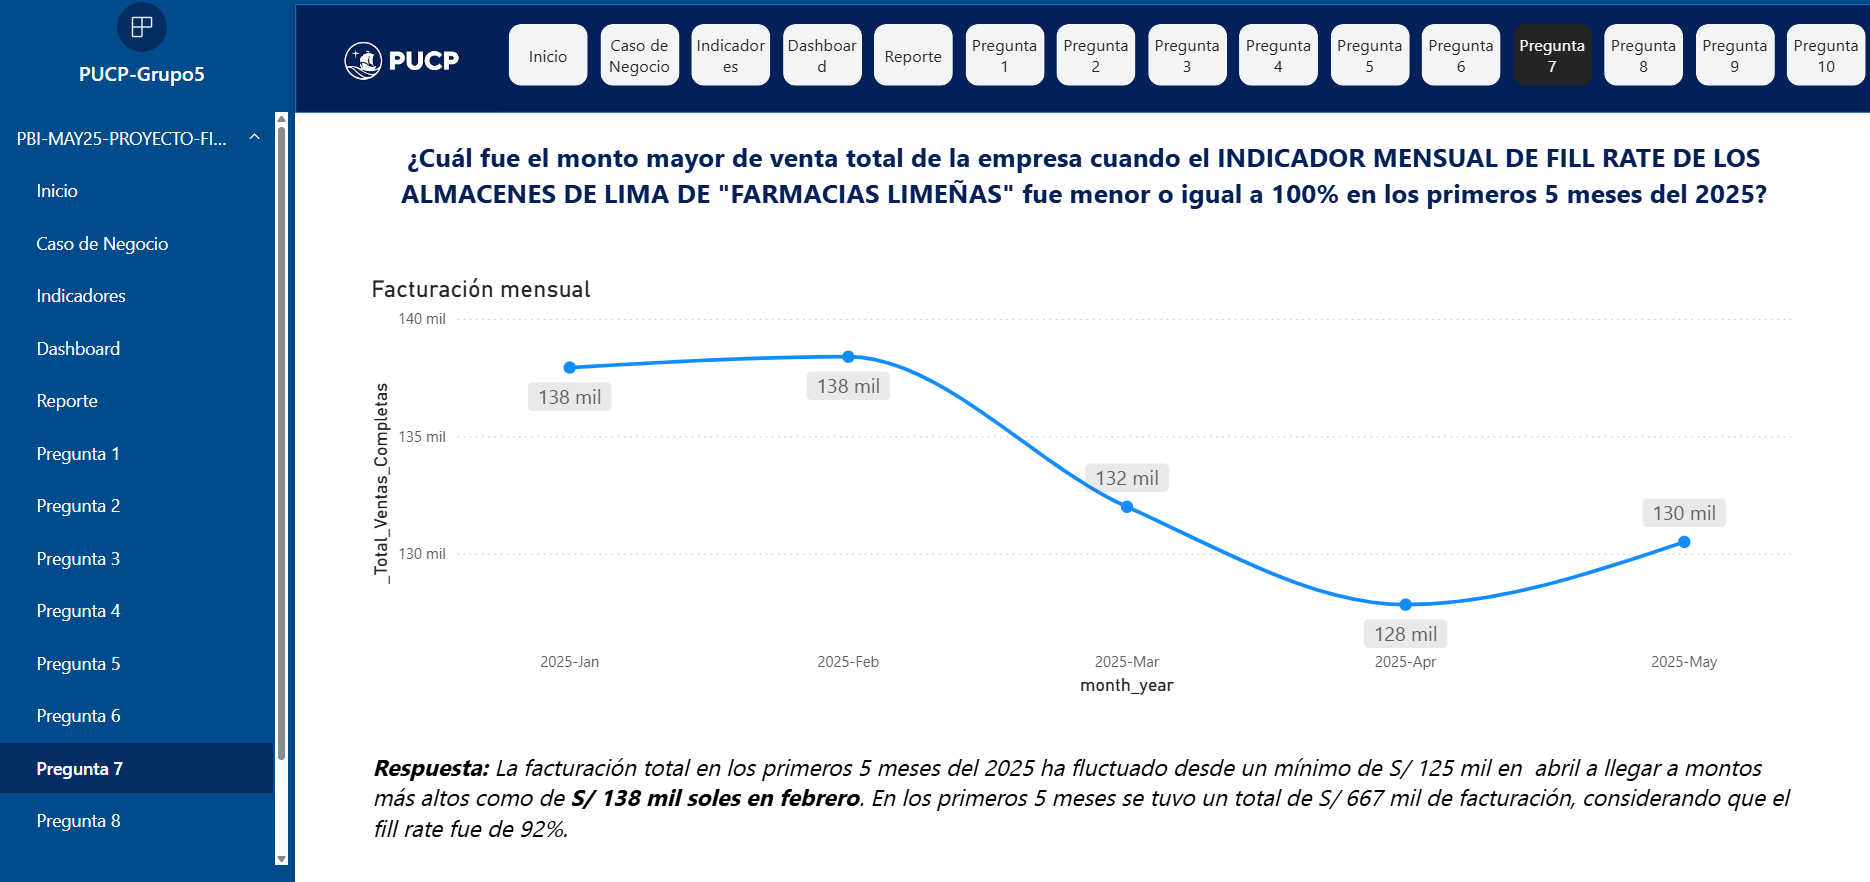 PUCP-Grupo5
PBI-MAY25-PROYECTO-FI...
Inicio
Caso de Negocio
Indicadores
Dashboard
Reporte
Pregunta 1
Pregunta 2
Pregunta 3
Pregunta 4
Pregunta 5
Pregunta 6
Pregunta 7
Pregunta 8
PUCP
Inicio
Caso de
Negocio
Indicador
es
Dashboar
d
Reporte
Pregunta
1
Pregunta
2
Pregunta
3
Pregunta
4
Pregunta
5
Pregunta
6
Pregunta
7
Pregunta
8
Pregunta
9
Pregunta
10
¿Cuál fue el monto mayor de venta total de la empresa cuando el INDICADOR MENSUAL DE FILL RATE DE LOS
ALMACENES DE LIMA DE "FARMACIAS LIMEÑAS" fue menor o igual a 100% en los primeros 5 meses del 2025?
Facturación mensual
140 mil
135 mil
130 mil
_Total_Ventas_Completas
138 mil
138 mil
132 mil
128 mil
130 mil
2025-Jan
2025-Feb
2025-Mar
2025-Apr
2025-May
month_year
Respuesta: La facturación total en los primeros 5 meses del 2025 ha fluctuado desde un mínimo de S/ 125 mil en  abril a llegar a montos
más altos como de S/ 138 mil soles en febrero. En los primeros 5 meses se tuvo un total de S/ 667 mil de facturación, considerando que el
fill rate fue de 92%.